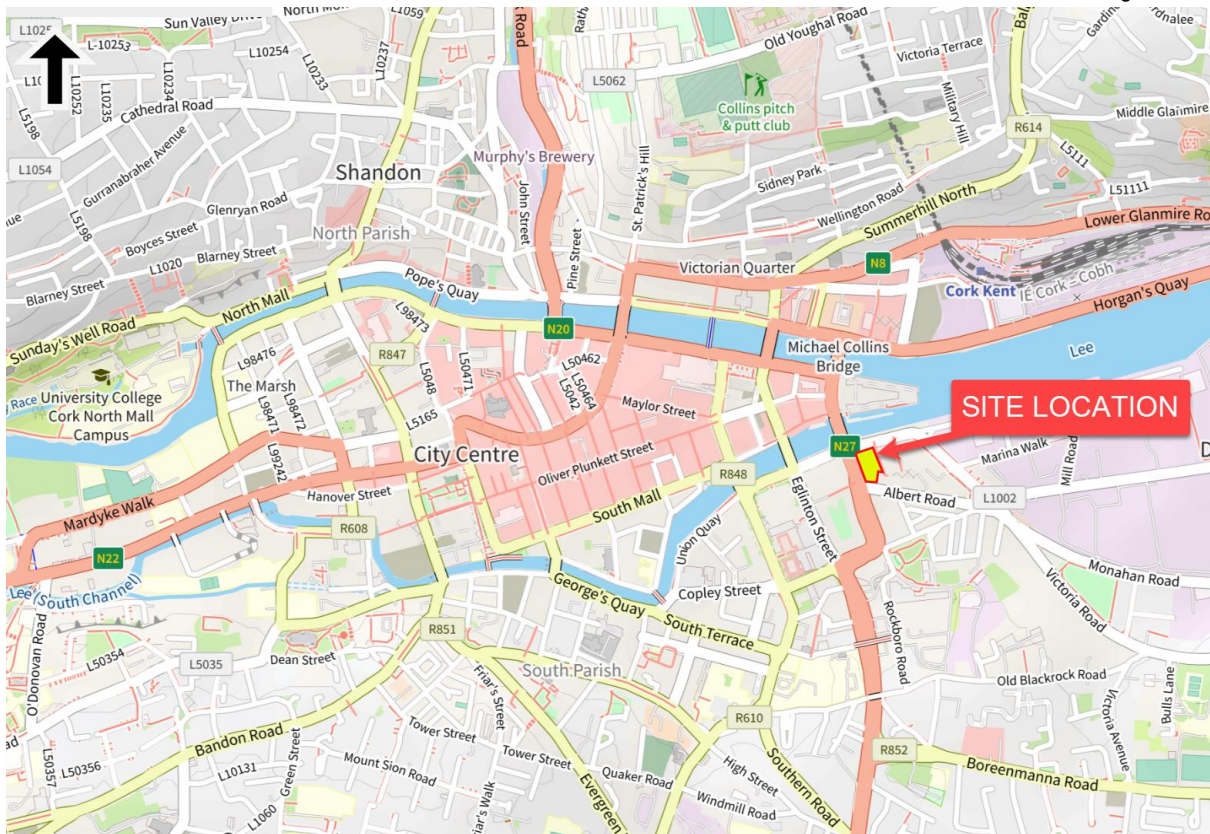 Sun Valley Drive
L1059
L10253
L10254
L10252
L10235
L10234
L10233
L10237
L5198
Cathedral Road
L1054
Gurranabraher Avenue
L5198
Glenryan Road
Boyces Street
L1020
Blarney Street
Blarney Street
Shandon
North Parish
Murphy's Brewery
John Street
Pine Street
St. Patrick's Hill
L5062
Old Youghal Road
Collins pitch
& putt club
Victoria Terrace
Military Hill
R614
L5111
L51111
Sidney Park
Wellington Road
Summerhill North
Lower Glanmire Ro
Victorian Quarter
N8
Cork Kent
IÉ Cork - Cobh
Horgan's Quay
Lee
Michael Collins
Bridge
Sunday's Well Road
North Mall
Pope's Quay
L98473
N20
L50462
L50464
L5042
L50471
L5048
L5165
R847
L98476
The Marsh
L98471
L98472
L99242
University College
Cork North Mall
Campus
Maylor Street
City Centre
Oliver Plunkett Street
South Mall
R848
SITE LOCATION
N27
Marina Walk
Mill Road
Albert Road
L1002
Eglinton Street
Union Quay
Mardyke Walk
Hanover Street
R608
N22
Lee (South Channel)
George's Quay
Copley Street
South Terrace
Monahan Road
Victoria Road
Rockboro Road
O'Donovan Road
L50354
L5035
Dean Street
R851
South Parish
Friar's Street
Old Blackrock Road
Victoria Avenue
Bulls Lane
R610
R852
Boreenmanna Road
Bandon Road
L50357
L50356
L10131
Green Street
L1060
Mount Sion Road
Tower Street
Tower Street
Friar's Walk
Evergreen
Quaker Road
High Street
Windmill Road
Southern Road